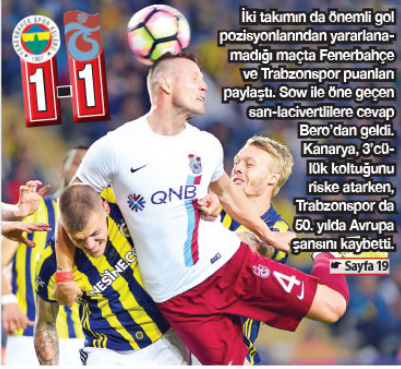 1-1
İki takımın da önemli gol
pozisyonlarından yararlana-
madığı maçta Fenerbahçe
ve Trabzonspor puanları
paylaştı. Sow ile öne geçen
sarı-lacivertlilere cevap
Bero'dan geldi.
Kanarya, 3'cü-
lük koltuğunu
riske atarken,
Trabzonspor da
50. yılda Avrupa
şansını kaybetti.
Sayfa 19
QNB
4